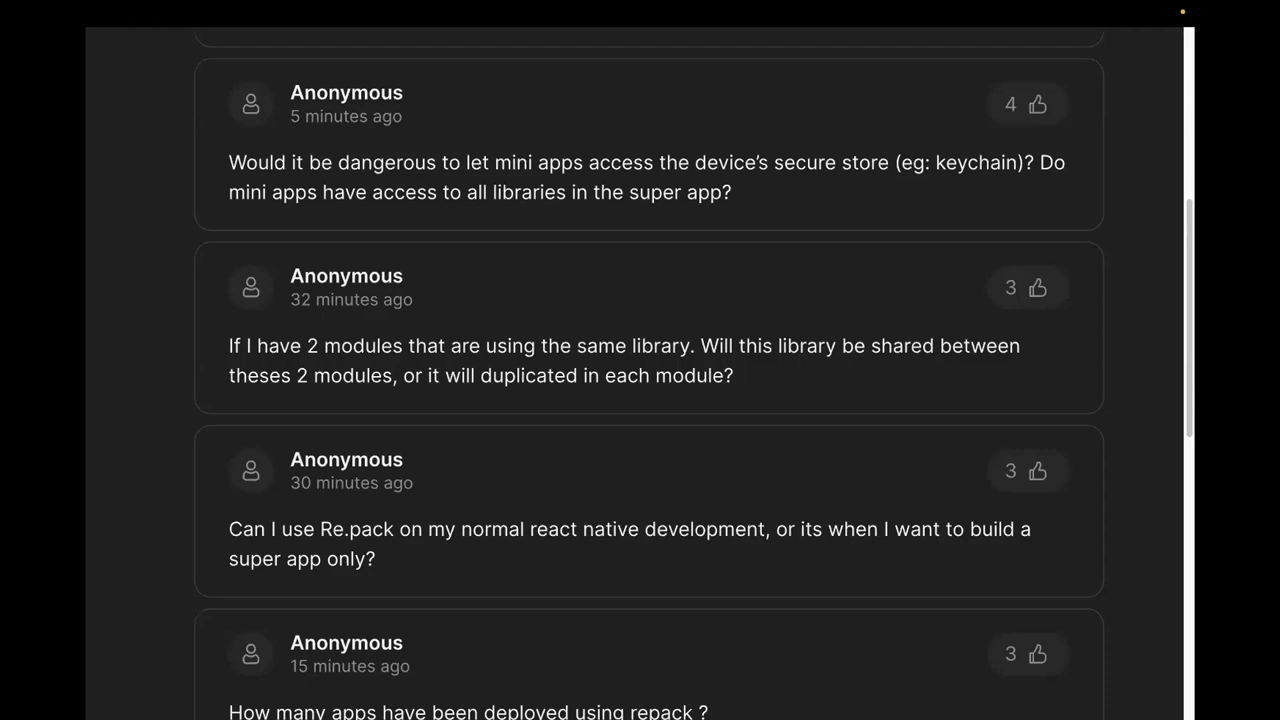 Anonymous
5 minutes ago
4
Would it be dangerous to let mini apps access the device’s secure store (eg: keychain)? Do
mini apps have access to all libraries in the super app?
Anonymous
32 minutes ago
3
If I have 2 modules that are using the same library. Will this library be shared between
theses 2 modules, or it will duplicated in each module?
Anonymous
30 minutes ago
3
Can I use Re.pack on my normal react native development, or its when I want to build a
super app only?
Anonymous
15 minutes ago
3
How many apps have been deployed using repack ?